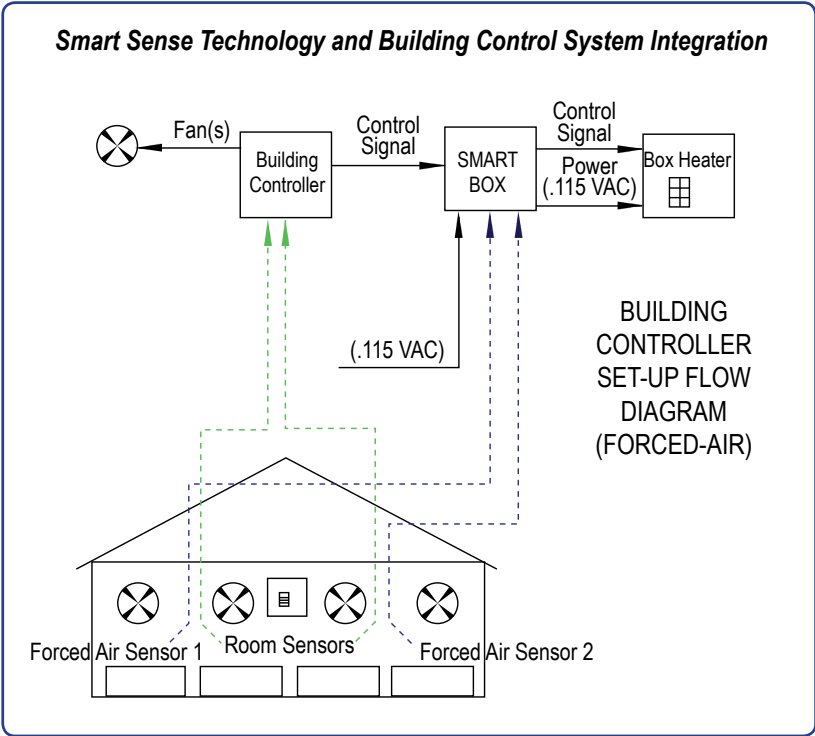 Smart Sense Technology and Building Control System Integration
Fan(s)
Building
Controller
Control
Signal
SMART
BOX
Control
Signal
Power
(.115 VAC)
Box Heater
(.115 VAC)
BUILDING
CONTROLLER
SET-UP FLOW
DIAGRAM
(FORCED-AIR)
Forced Air Sensor 1
Room Sensors
Forced Air Sensor 2